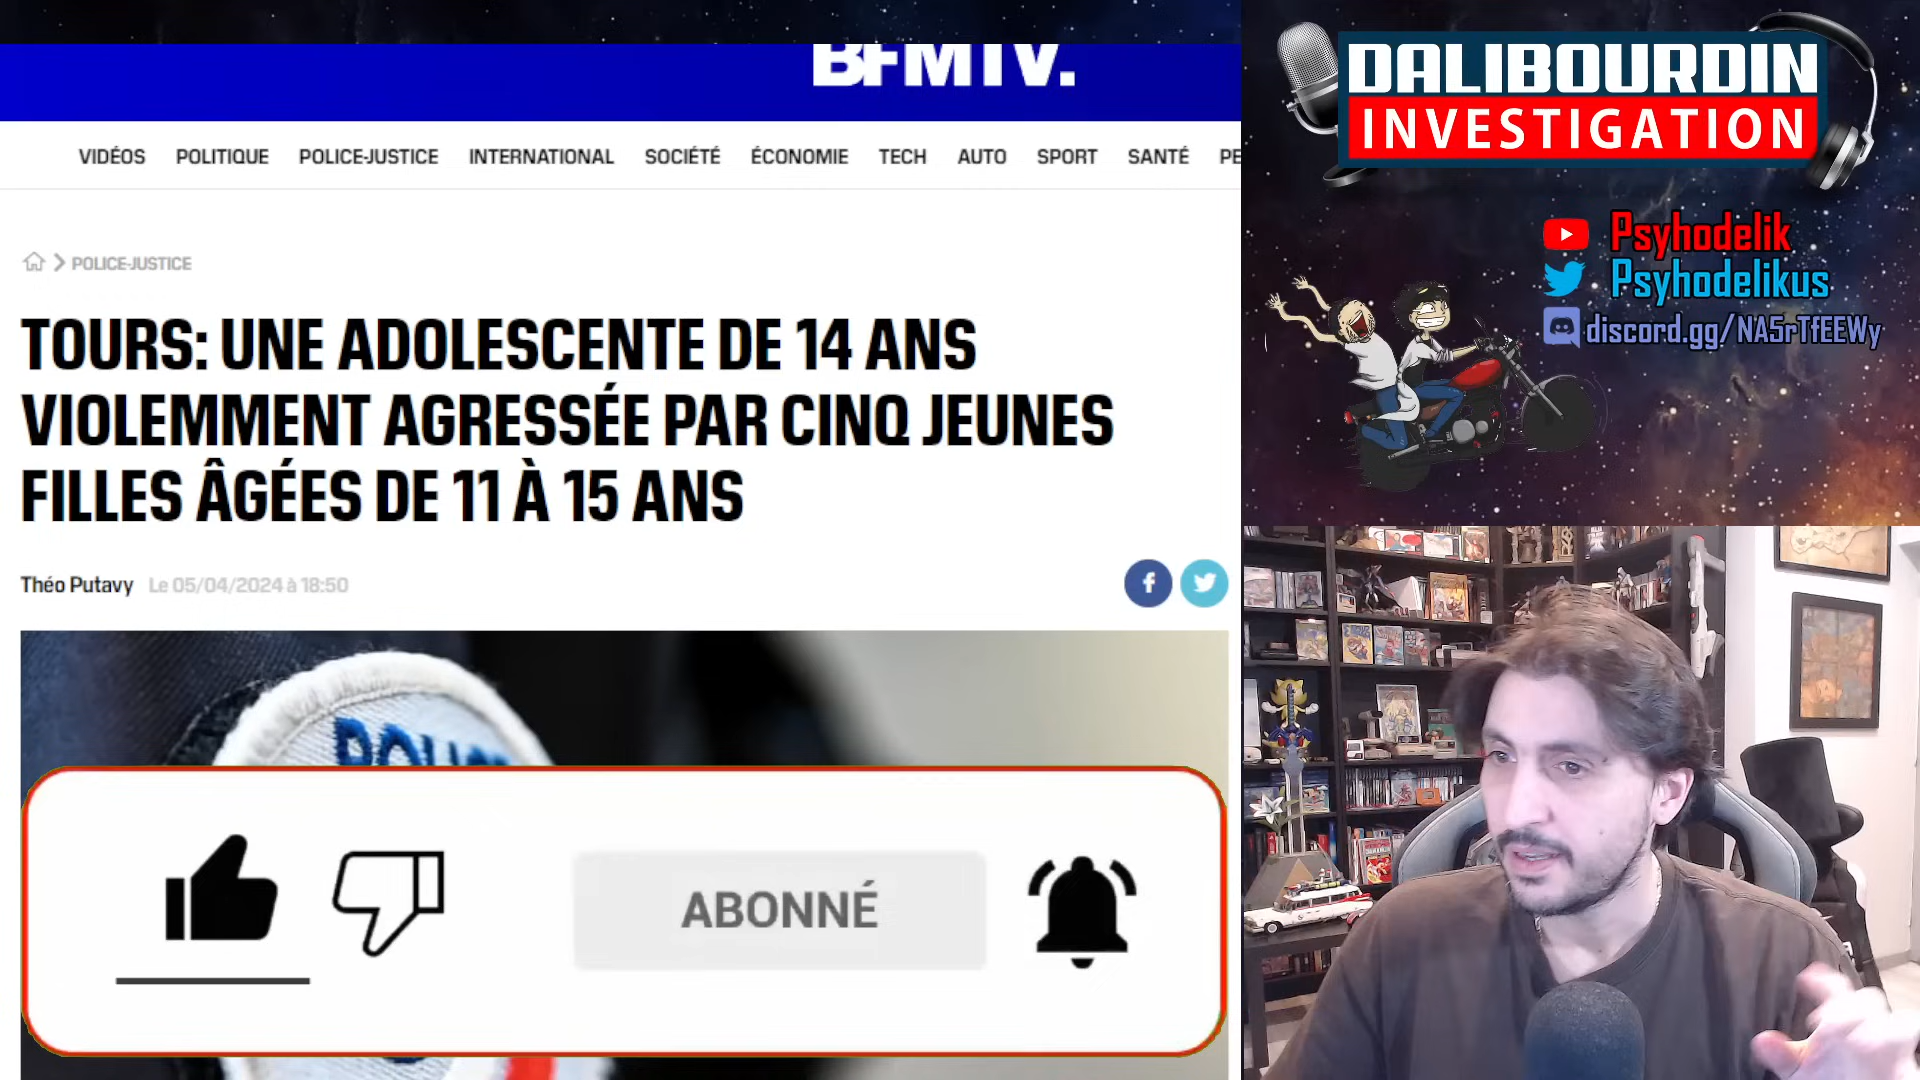 BFMTV.
VIDÉOS POLITIQUE POLICE-JUSTICE INTERNATIONAL SOCIÉTÉ ÉCONOMIE TECH AUTO SPORT SANTÉ PE
POLICE-JUSTICE
TOURS: UNE ADOLESCENTE DE 14 ANS
VIOLEMMENT AGRESSÉE PAR CINQ JEUNES
FILLES ÂGÉES DE 11 À 15 ANS
Théo Putavy Le 05/04/2024 à 18:50
POLICE
ABONNÉ
DALIBOURDIN
INVESTIGATION
Psyhodelik
Psyhodelikus
discord.gg/NA5rTfEEWy